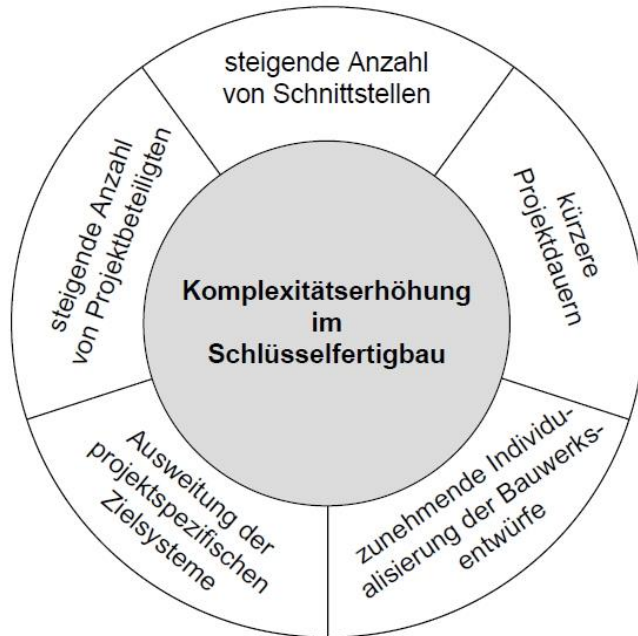 steigende Anzahl
von Schnittstellen
kürzere
Projektdauern
zunehmende Individu-
alisierung der Bauwerks-
entwürfe
Ausweitung der
projektspezifischen
Zielsysteme
steigende Anzahl
von Projektbeteiligten
Komplexitätserhöhung
im
Schlüsselfertigbau